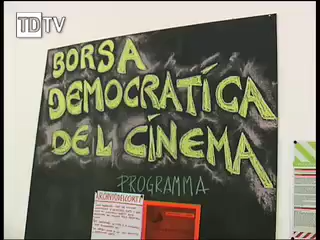 TDTV
BORSA
DEMOCRATICA
DEL CINEMA
PROGRAMMA